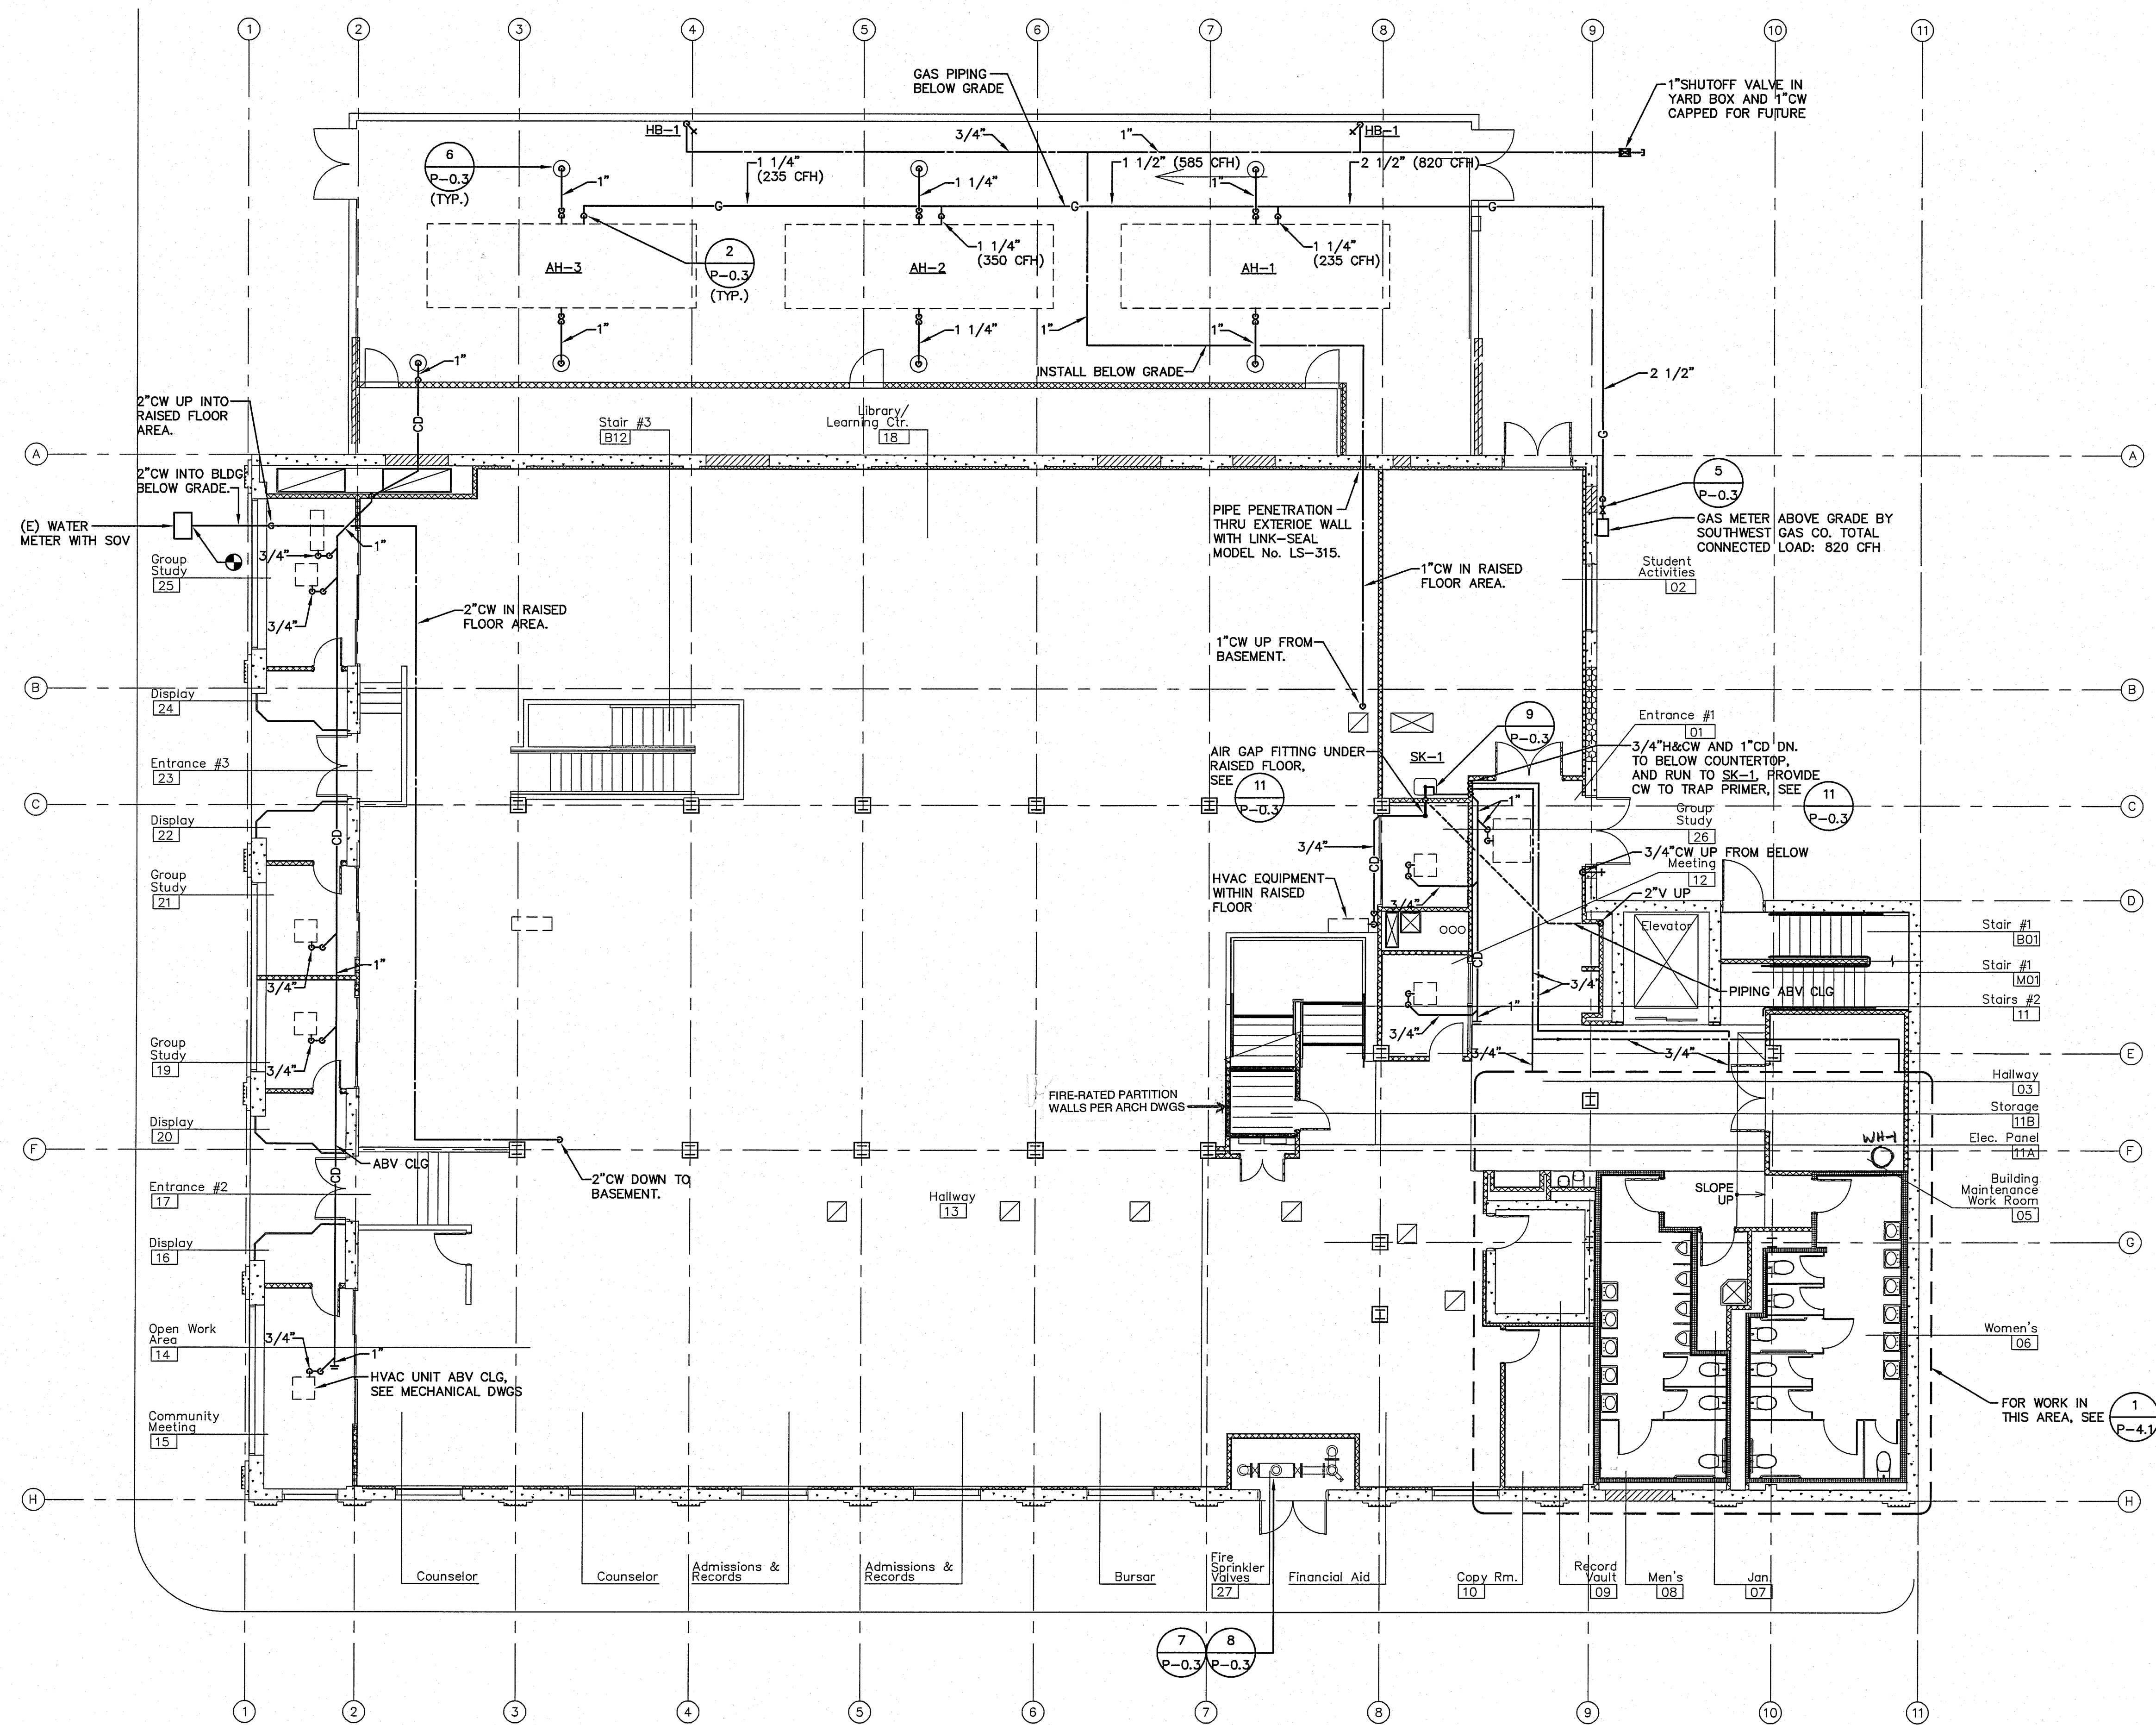 1
2
3
4
5
6
7
8
9
10
11
GAS PIPING
BELOW GRADE
1"SHUTOFF VALVE IN
YARD BOX AND 1"CW
CAPPED FOR FUTURE
HB-1
3/4"
1"
HB-1
6
P-0.3
(TYP.)
1"
1 1/4"
(235 CFH)
1 1/4"
1 1/2" (585 CFH)
1"
2 1/2" (820 CFH)
G
G
G
2
P-0.3
(TYP.)
AH-3
AH-2
AH-1
1 1/4"
(350 CFH)
1 1/4"
(235 CFH)
1"
1 1/4"
1"
1"
1"
INSTALL BELOW GRADE
2 1/2"
G
2"CW UP INTO
RAISED FLOOR
AREA.
CD
Stair #3
B12
Library/
Learning Ctr.
18
A
A
2"CW INTO BLDG
BELOW GRADE.
(E) WATER
METER WITH SOV
3/4"
1"
PIPE PENETRATION
THRU EXTERIOE WALL
WITH LINK-SEAL
MODEL No. LS-315.
5
P-0.3
GAS METER ABOVE GRADE BY
SOUTHWEST GAS CO. TOTAL
CONNECTED LOAD: 820 CFH
Group
Study
25
3/4"
2"CW IN RAISED
FLOOR AREA.
1"CW IN RAISED
FLOOR AREA.
Student
Activities
02
1"CW UP FROM
BASEMENT.
B
B
Display
24
Entrance #3
23
9
P-0.3
Entrance #1
01
AIR GAP FITTING UNDER
RAISED FLOOR,
SEE
11
P-0.3
SK-1
3/4"H&CW AND 1"CD DN.
TO BELOW COUNTERTOP,
AND RUN TO SK-1, PROVIDE
CW TO TRAP PRIMER, SEE
11
P-0.3
C
C
Display
22
CD
1"
Group
Study
26
3/4"
CD
3/4"CW UP FROM BELOW
Meeting
12
Group
Study
21
HVAC EQUIPMENT
WITHIN RAISED
FLOOR
3/4"
2"V UP
D
Elevator
Stair #1
B01
1"
3/4"
CD
Stair #1
M01
3/4"
PIPING ABV CLG
1"
3/4"
Stairs #2
11
Group
Study
19
3/4"
3/4"
3/4"
E
FIRE-RATED PARTITION
WALLS PER ARCH DWGS
Hallway
03
Storage
11B
Display
20
WH-1
Elec. Panel
11A
F
F
ABV CLG
CD
2"CW DOWN TO
BASEMENT.
Entrance #2
17
Hallway
13
SLOPE
UP
Building
Maintenance
Work Room
05
Display
16
G
Open Work
Area
14
3/4"
1"
HVAC UNIT ABV CLG,
SEE MECHANICAL DWGS
Women's
06
FOR WORK IN
THIS AREA, SEE
1
P-4.1
Community
Meeting
15
H
H
Counselor
Counselor
Admissions &
Records
Admissions &
Records
Bursar
Fire
Sprinkler
Valves
27
Financial Aid
Copy Rm.
10
Record
Vault
09
Men's
08
Jan.
07
7
P-0.3
8
P-0.3
1
2
3
4
5
6
7
8
9
10
11